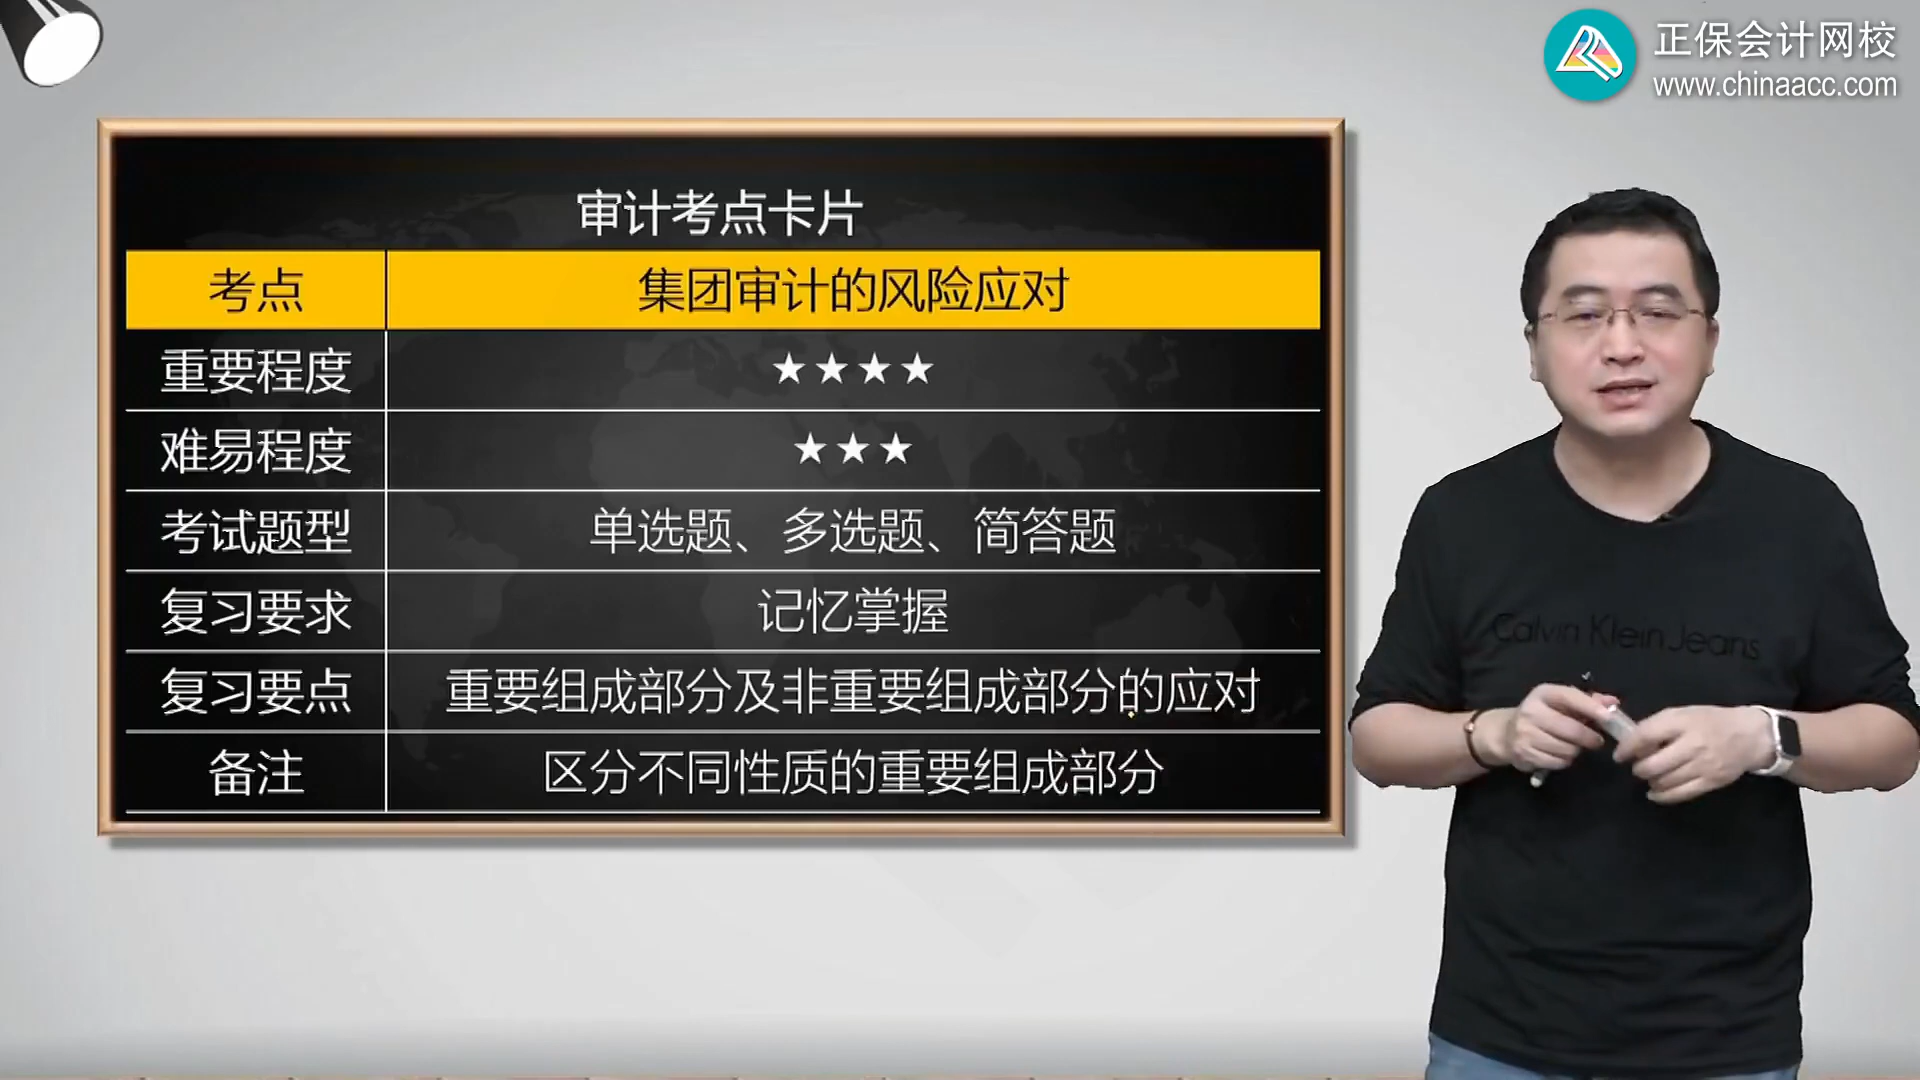 正保会计网校
www.chinaacc.com
审计考点卡片
考点 集团审计的风险应对
重要程度 ★★★★
难易程度 ★★★
考试题型 单选题、多选题、简答题
复习要求 记忆掌握
复习要点 重要组成部分及非重要组成部分的应对
备注 区分不同性质的重要组成部分
Calvin Klein Jeans